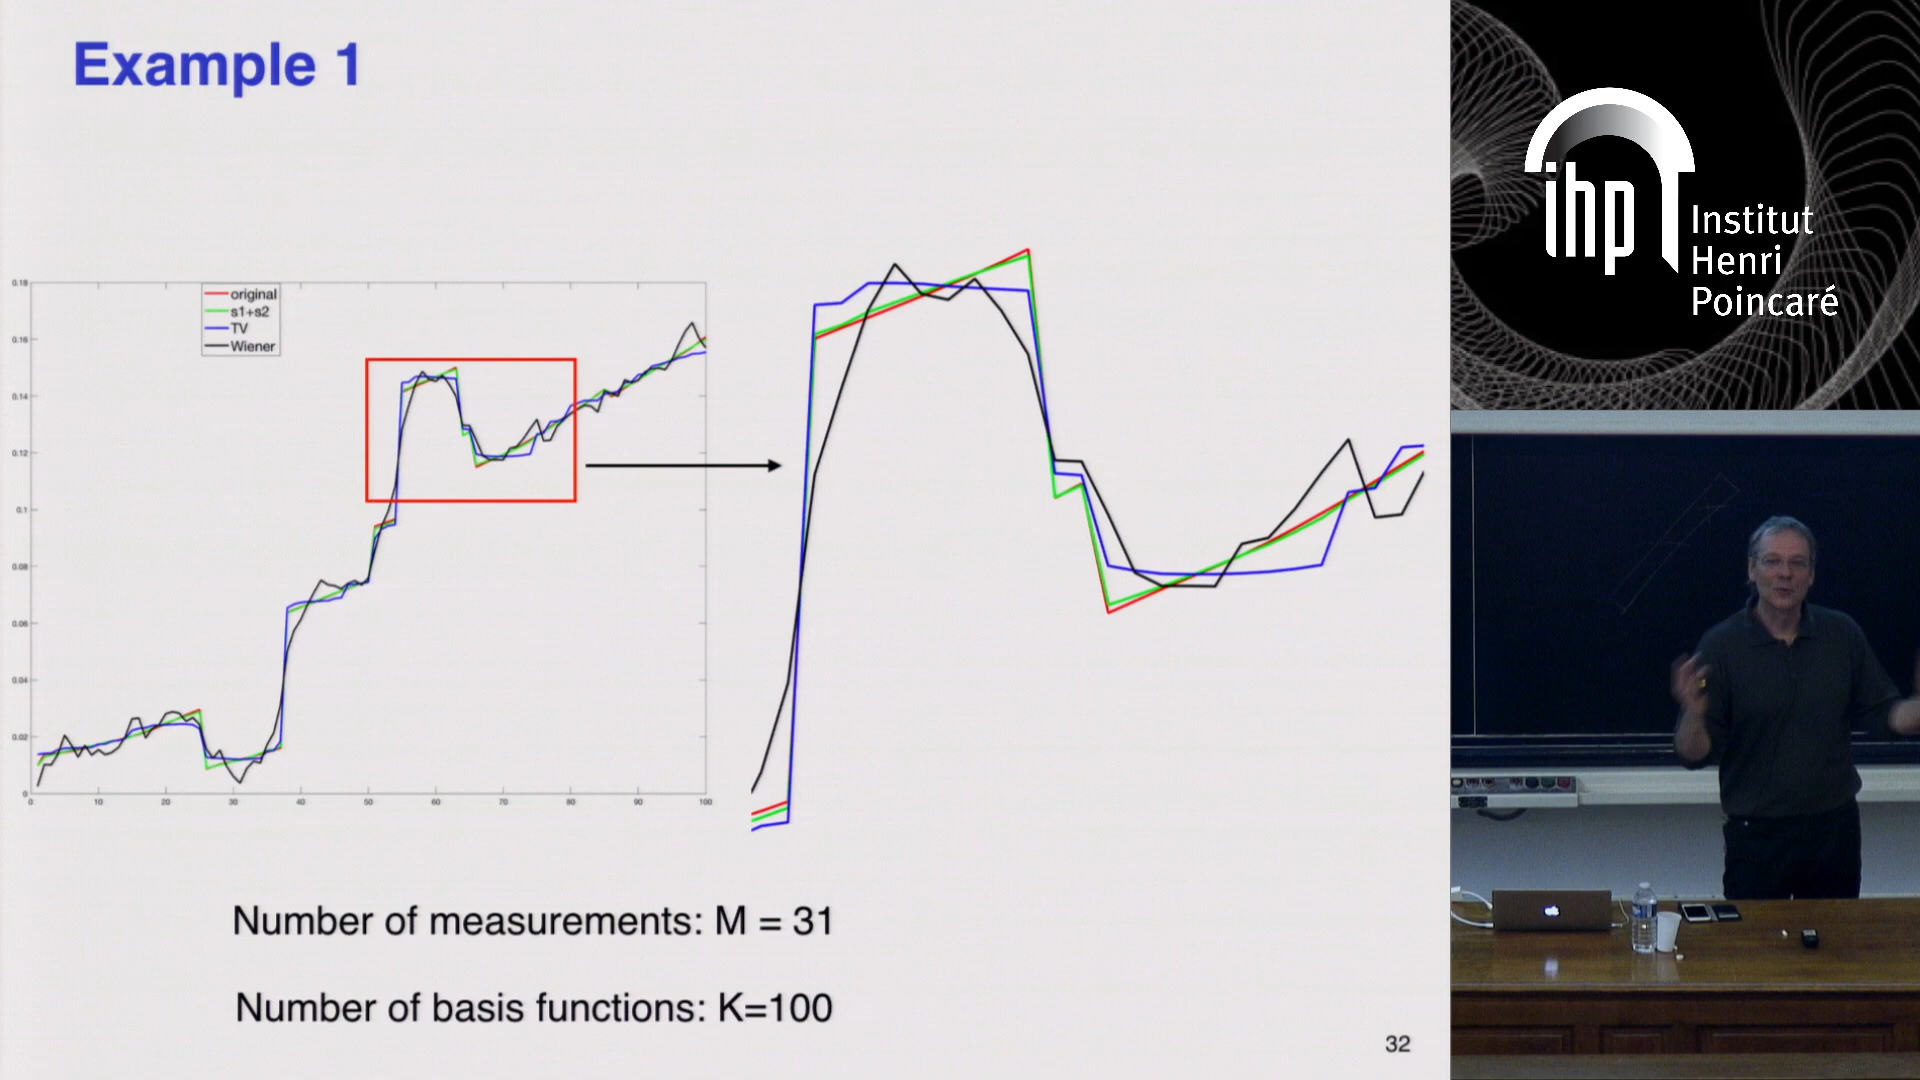 Example 1
0.18
0.16
0.14
0.12
0.1
0.08
0.06
0.04
0.02
0
0 10 20 30 40 50 60 70 80 90 100
original
s1+s2
TV
Wiener
Number of measurements: M = 31
Number of basis functions: K=100
32
ihp
Institut
Henri
Poincaré